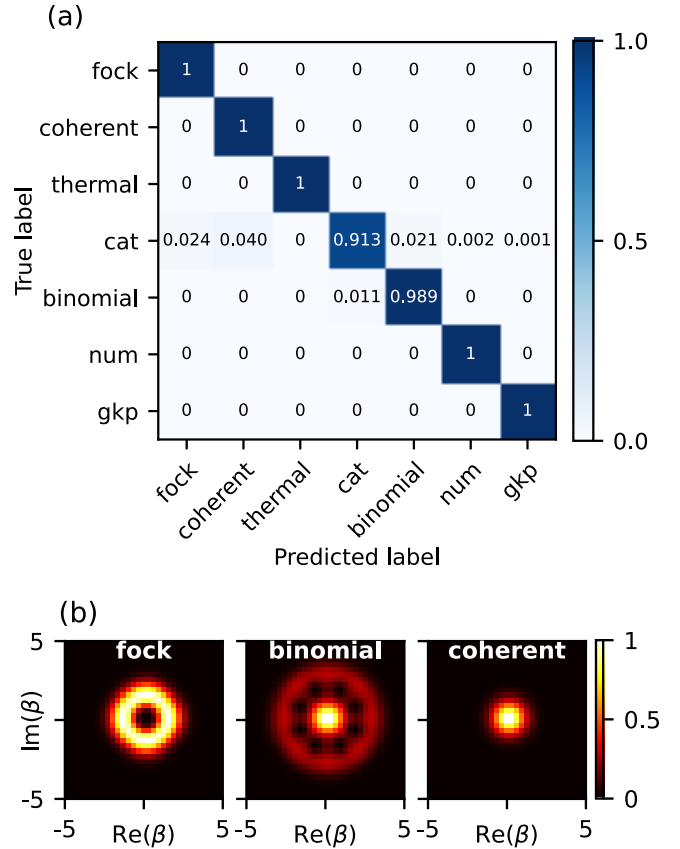 (a)
True label
fock 1 0 0 0 0 0 0
coherent 0 1 0 0 0 0 0
thermal 0 0 1 0 0 0 0
cat 0.024 0.040 0 0.913 0.021 0.002 0.001
binomial 0 0 0 0.011 0.989 0 0
num 0 0 0 0 0 1 0
gkp 0 0 0 0 0 0 1
fock coherent thermal cat binomial num gkp
Predicted label
1.0
0.5
0.0
(b)
fock binomial coherent
Im(β)
5
-5
-5 Re(β) 5
-5 Re(β) 5
-5 Re(β) 5
1
0.5
0